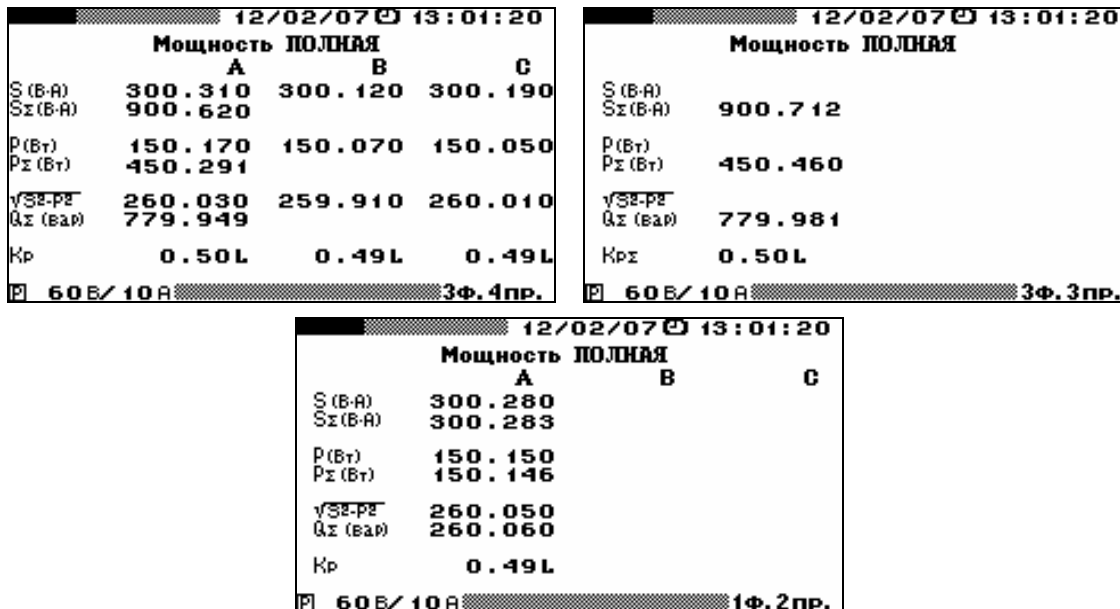 12/02/07 13:01:20
Мощность ПОЛНАЯ
A B C
S (В·А) 300.310 300.120 300.190
SΣ(В·А) 900.620
P(Вт) 150.170 150.070 150.050
PΣ (Вт) 450.291
√S²-P² 260.030 259.910 260.010
QΣ (вар) 779.949
Kр 0.50L 0.49L 0.49L
P 60В/10А 3Ф.4пр.
12/02/07 13:01:20
Мощность ПОЛНАЯ
S (В·А)
SΣ(В·А) 900.712
P(Вт)
PΣ (Вт) 450.460
√S²-P²
QΣ (вар) 779.981
KрΣ 0.50L
P 60В/10А 3Ф.3пр.
12/02/07 13:01:20
Мощность ПОЛНАЯ
A B C
S (В·А) 300.280
SΣ(В·А) 300.283
P(Вт) 150.150
PΣ (Вт) 150.146
√S²-P² 260.050
QΣ (вар) 260.060
Kр 0.49L
P 60В/10А 1Ф.2пр.